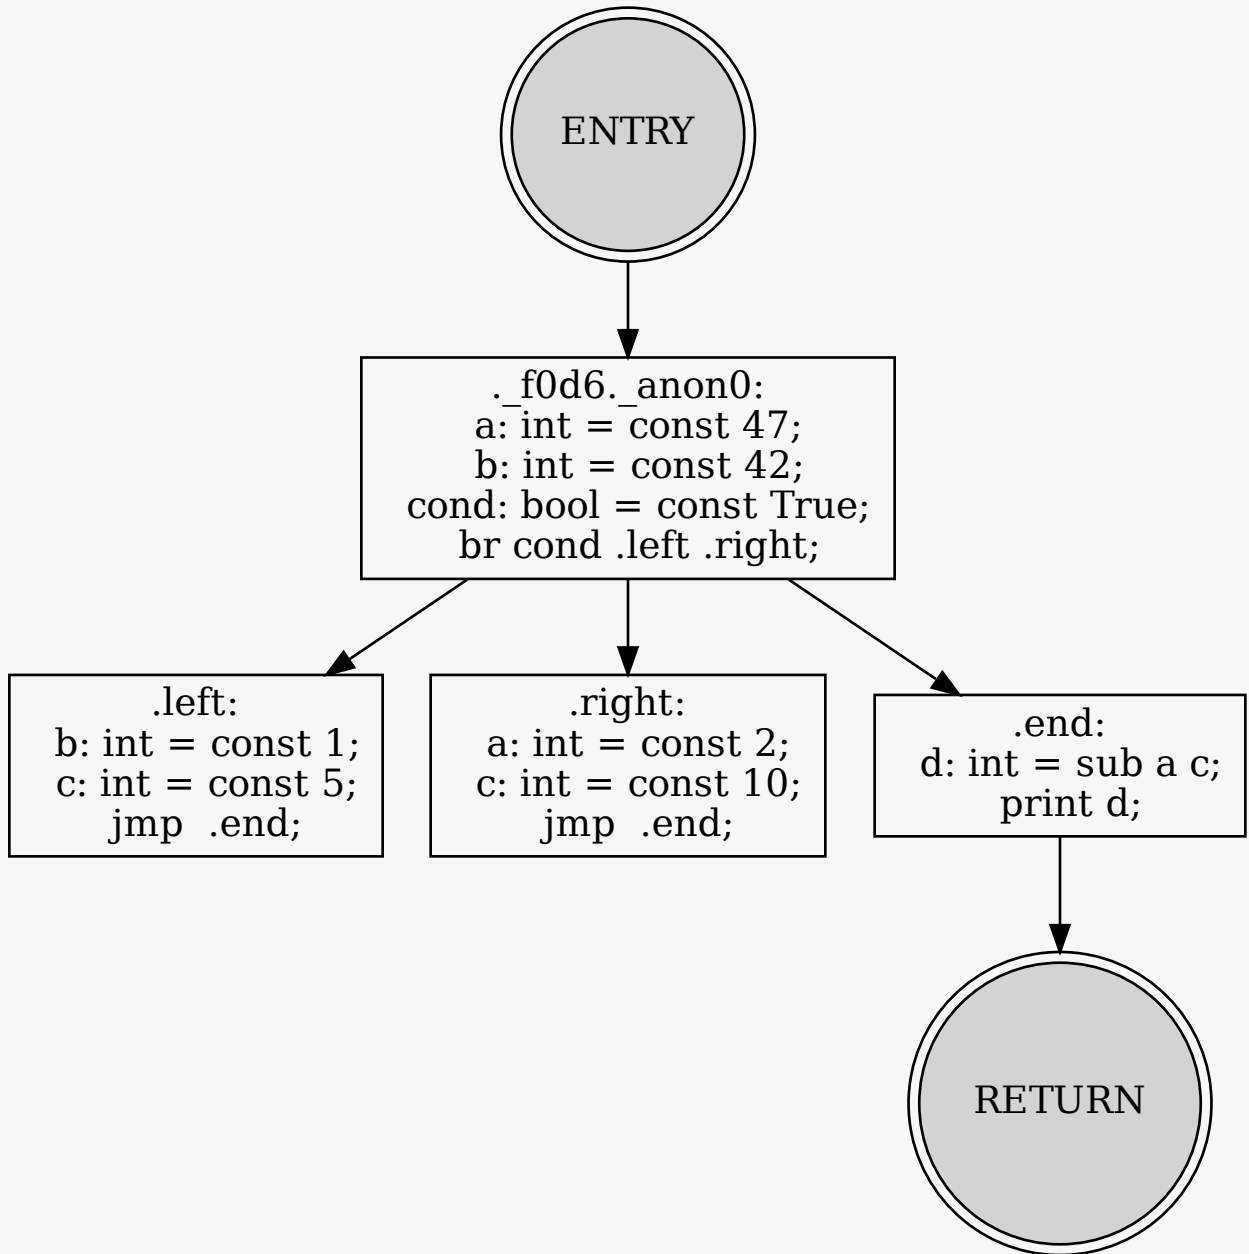 ENTRY
._f0d6._anon0:
a: int = const 47;
b: int = const 42;
cond: bool = const True;
br cond .left .right;
.left:
b: int = const 1;
c: int = const 5;
jmp  .end;
.right:
a: int = const 2;
c: int = const 10;
jmp  .end;
.end:
d: int = sub a c;
print d;
RETURN